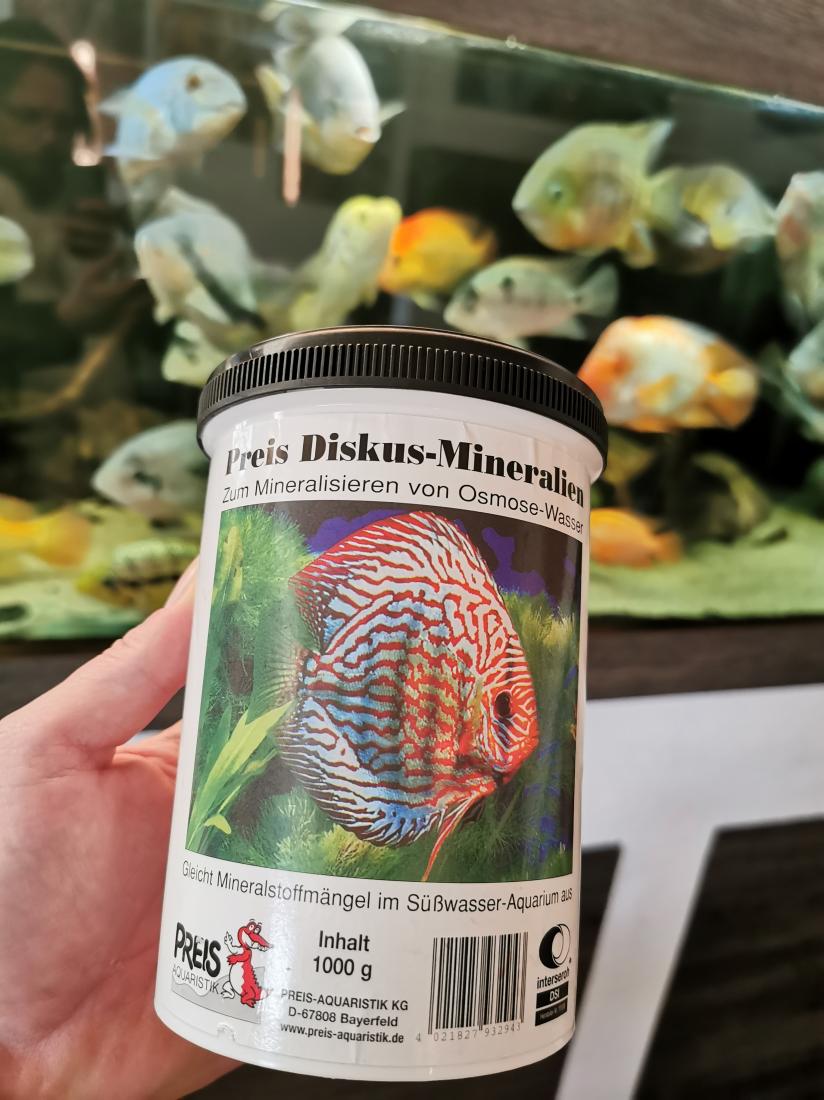 Preis Diskus-Mineralien
Zum Mineralisieren von Osmose-Wasser
Gleicht Mineralstoffmängel im Süßwasser-Aquarium aus
PREIS
AQUARISTIK
Inhalt
1000 g
PREIS-AQUARISTIK KG
D-67808 Bayerfeld
www.preis-aquaristik.de
4 021827 932943
interseroh
DSI